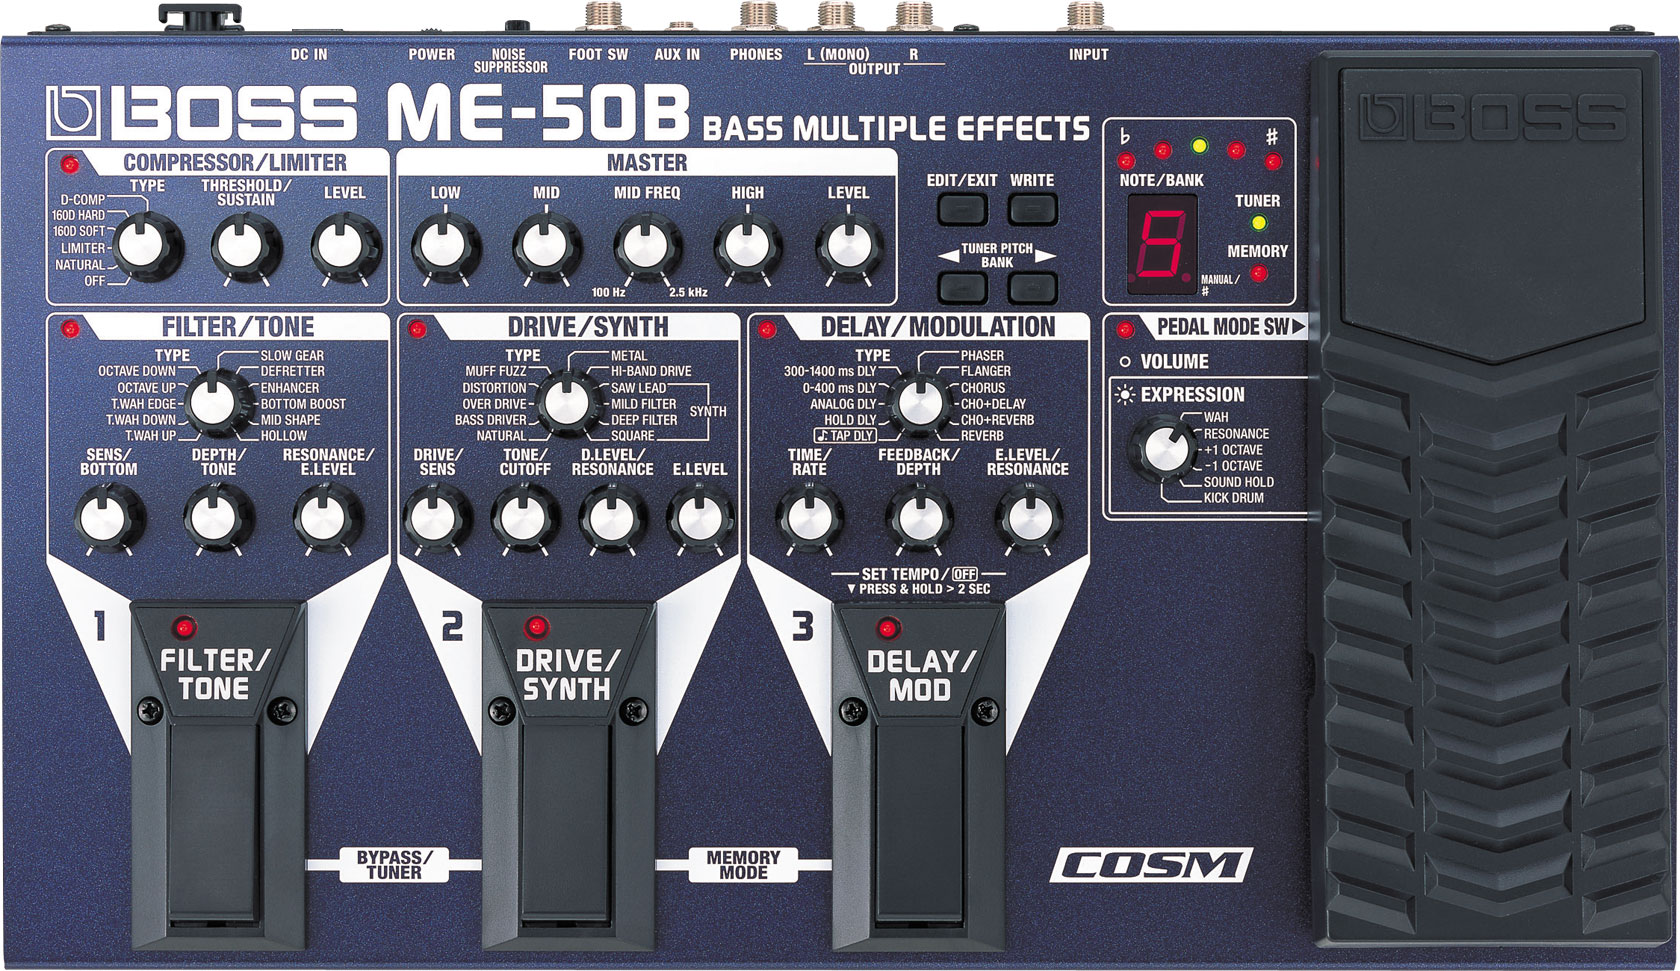 DC IN
POWER
NOISE
SUPPRESSOR
FOOT SW
AUX IN
PHONES
L (MONO) R
OUTPUT
INPUT
BOSS ME-50B BASS MULTIPLE EFFECTS
BOSS
COMPRESSOR/LIMITER
TYPE
D-COMP
160D HARD
160D SOFT
LIMITER
NATURAL
OFF
THRESHOLD/
SUSTAIN
LEVEL
MASTER
LOW
MID
MID FREQ
100 Hz 2.5 kHz
HIGH
LEVEL
EDIT/EXIT WRITE
◀ TUNER PITCH ▶
BANK
♭ ♯
NOTE/BANK
5
TUNER
MEMORY
MANUAL/
♯
FILTER/TONE
TYPE
OCTAVE DOWN
OCTAVE UP
T.WAH EDGE
T.WAH DOWN
T.WAH UP
SLOW GEAR
DEFRETTER
ENHANCER
BOTTOM BOOST
MID SHAPE
HOLLOW
SENS/
BOTTOM
DEPTH/
TONE
RESONANCE/
E.LEVEL
DRIVE/SYNTH
TYPE
MUFF FUZZ
DISTORTION
OVER DRIVE
BASS DRIVER
NATURAL
METAL
HI-BAND DRIVE
SAW LEAD
MILD FILTER
DEEP FILTER
SQUARE
SYNTH
DRIVE/
SENS
TONE/
CUTOFF
D.LEVEL/
RESONANCE
E.LEVEL
DELAY/MODULATION
TYPE
300-1400 ms DLY
0-400 ms DLY
ANALOG DLY
HOLD DLY
♪ TAP DLY
PHASER
FLANGER
CHORUS
CHO+DELAY
CHO+REVERB
REVERB
TIME/
RATE
FEEDBACK/
DEPTH
E.LEVEL/
RESONANCE
SET TEMPO/OFF
▼ PRESS & HOLD > 2 SEC
PEDAL MODE SW▶
VOLUME
EXPRESSION
WAH
RESONANCE
+1 OCTAVE
-1 OCTAVE
SOUND HOLD
KICK DRUM
1
FILTER/
TONE
2
DRIVE/
SYNTH
3
DELAY/
MOD
BYPASS/
TUNER
MEMORY
MODE
COSM